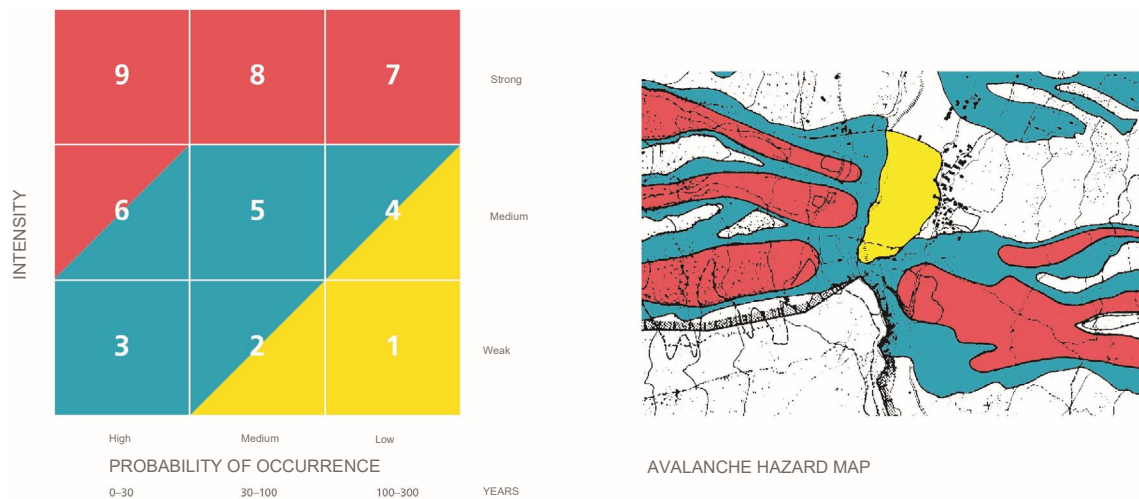 9 8 7 Strong
6 5 4 Medium
3 2 1 Weak
INTENSITY
High Medium Low
PROBABILITY OF OCCURRENCE
0–30 30–100 100–300 YEARS
AVALANCHE HAZARD MAP